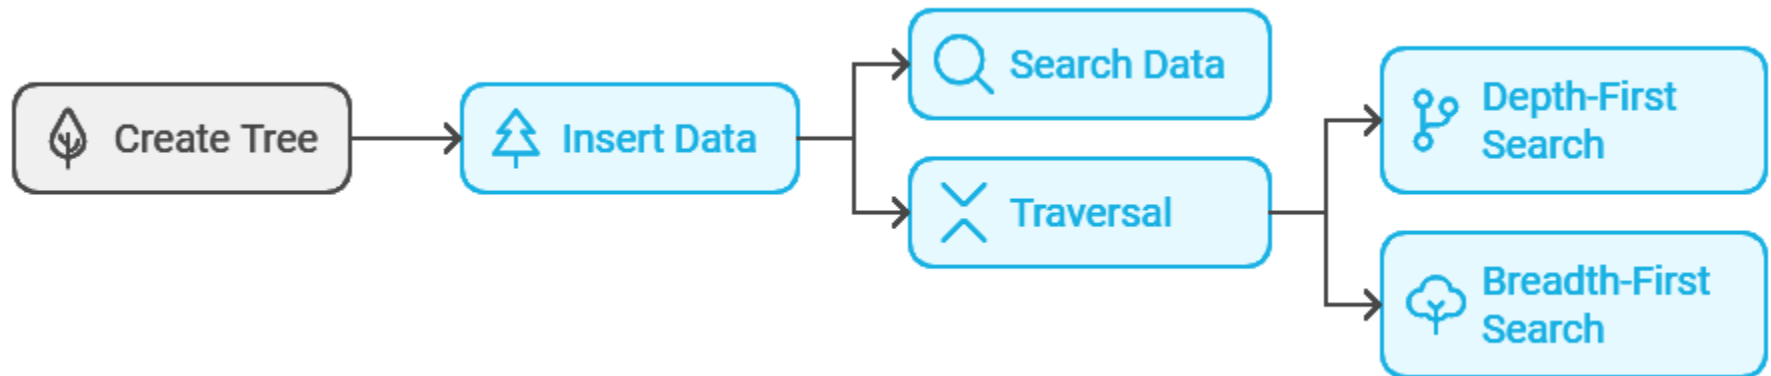 Create Tree
Insert Data
Search Data
Traversal
Depth-First
Search
Breadth-First
Search